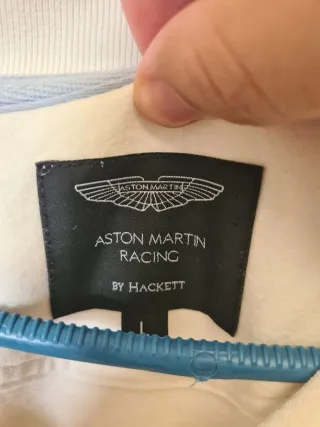 ASTON MARTIN
ASTON MARTIN
RACING
BY HACKETT
L